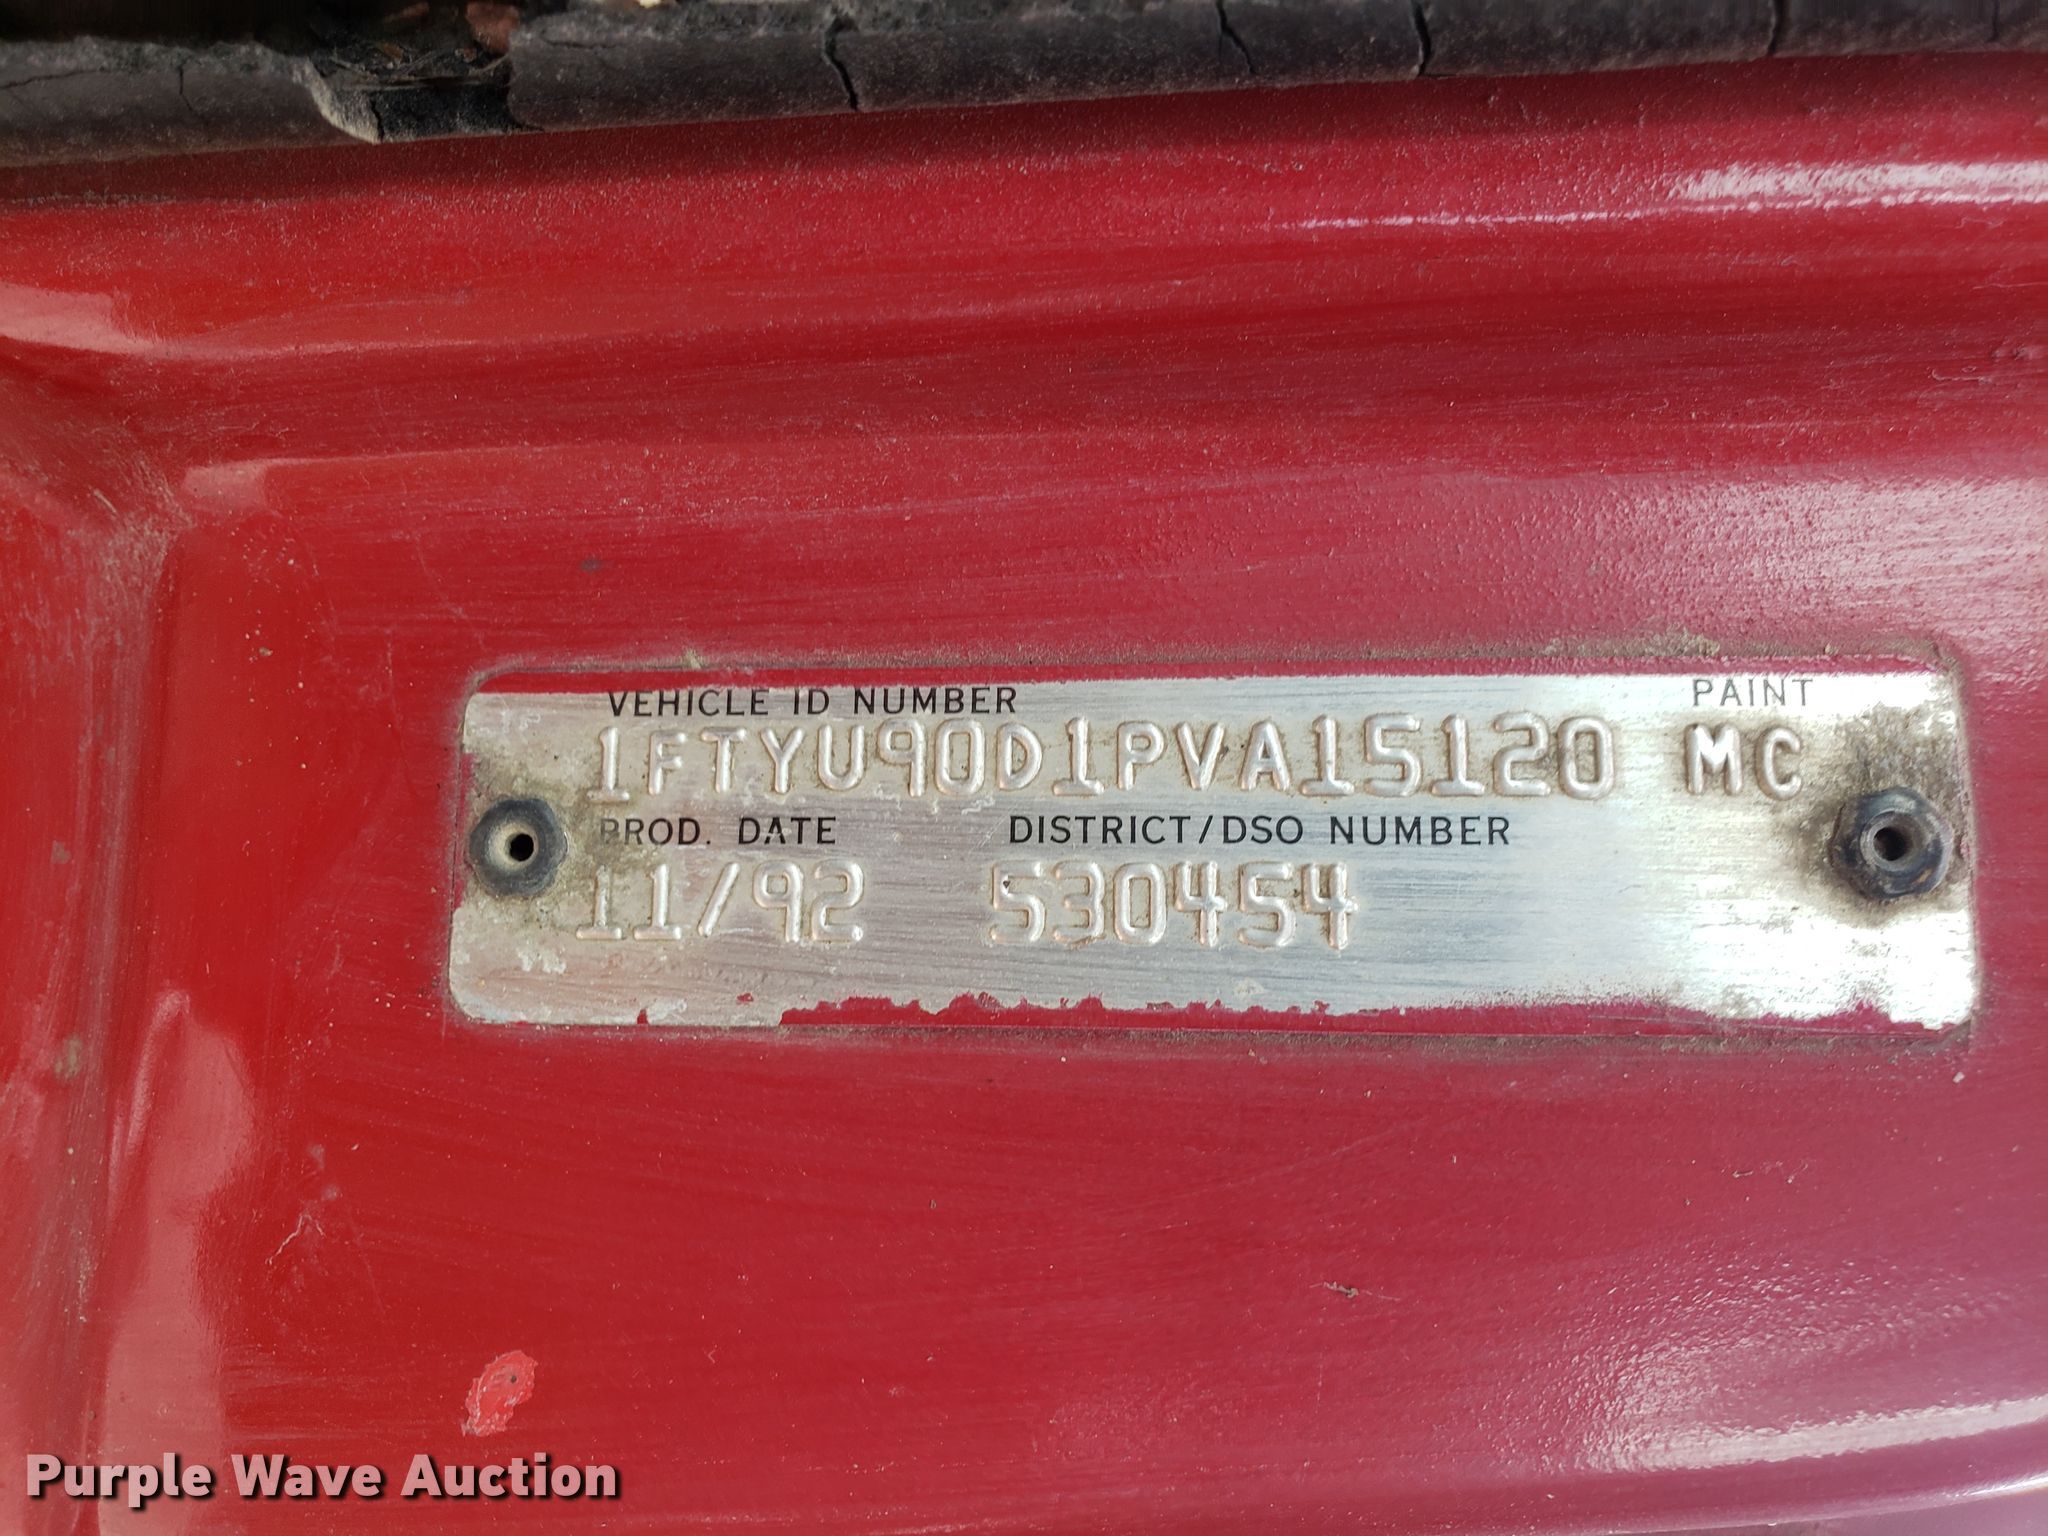 VEHICLE ID NUMBER PAINT
1FTYU90D1PVA15120 MC
PROD. DATE DISTRICT/DSO NUMBER
11/92 530454
Purple Wave Auction